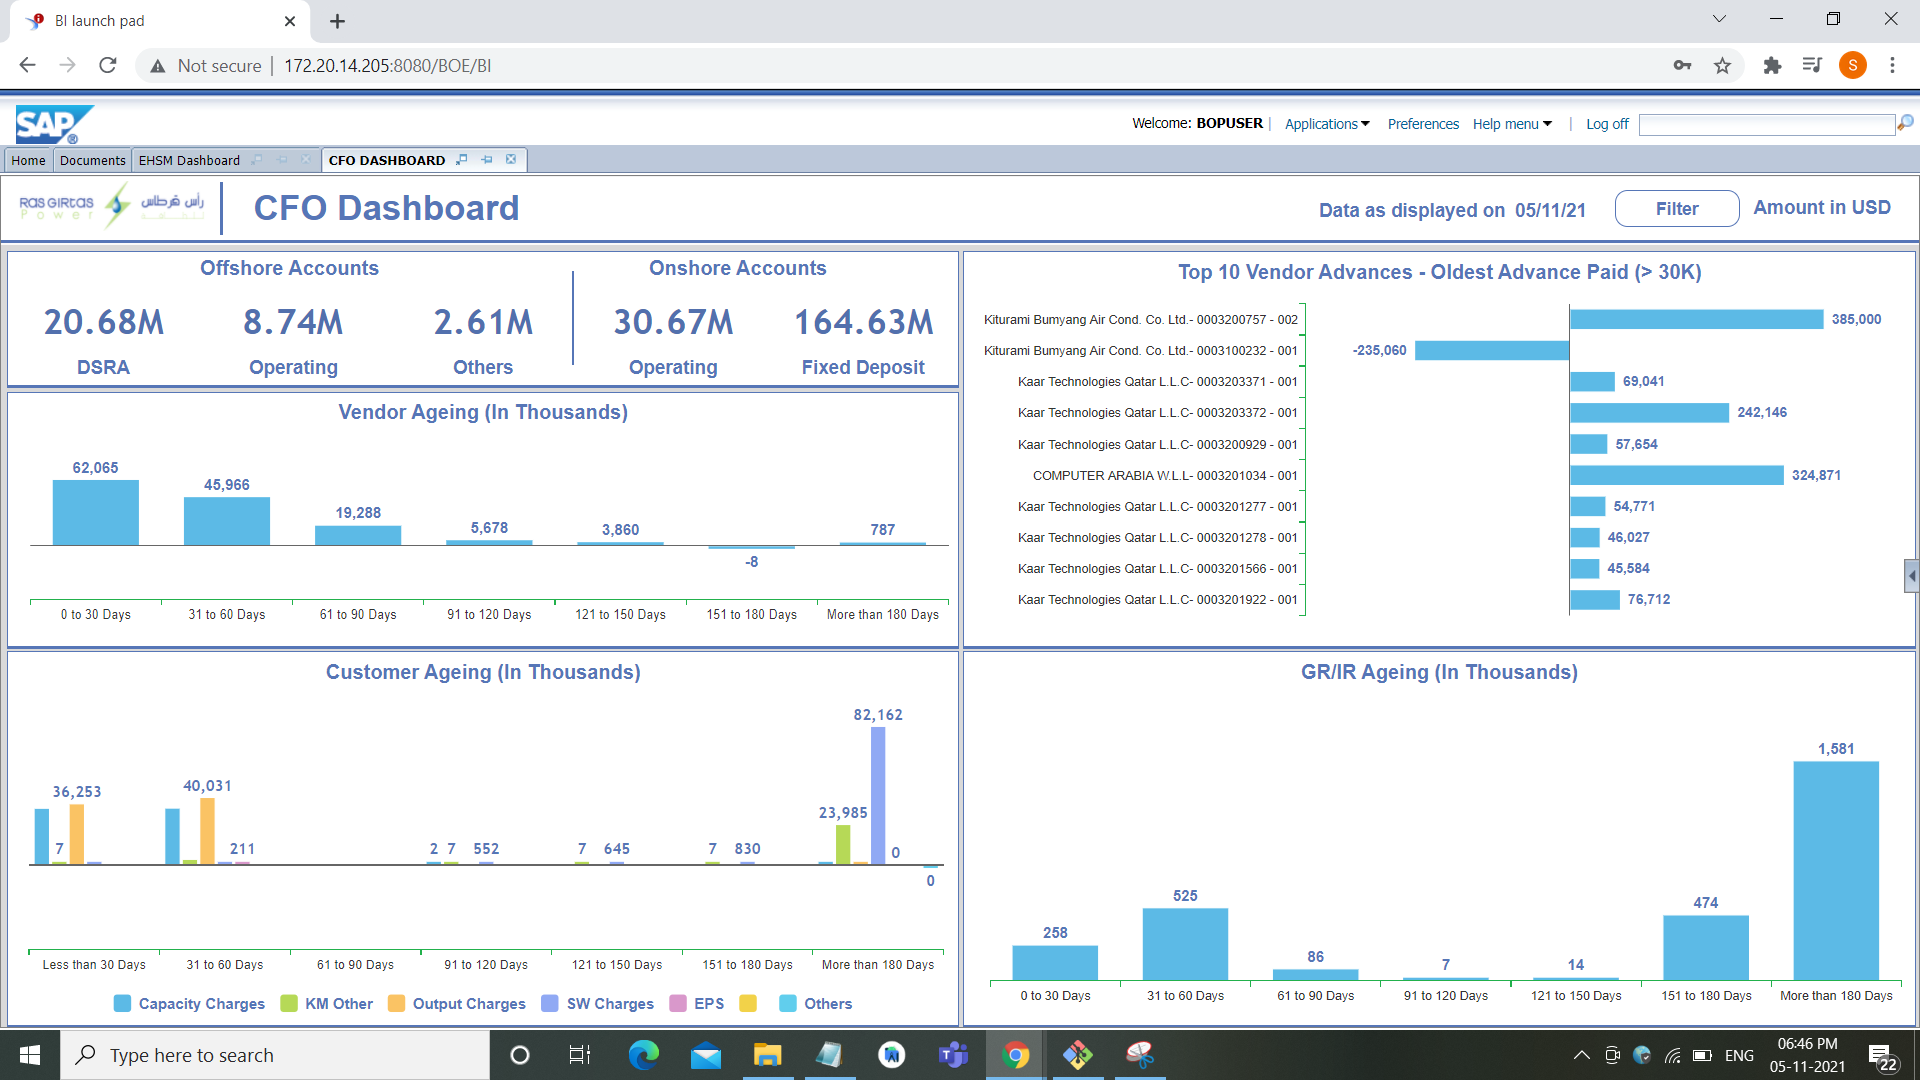 BI launch pad
Not secure | 172.20.14.205:8080/BOE/BI
S
SAP ®
Welcome: BOPUSER | Applications Preferences Help menu | Log off
Home Documents EHSM Dashboard CFO DASHBOARD
RAS GIRTAS
Power
رأس قرطاس
CFO Dashboard
Data as displayed on 05/11/21
Filter
Amount in USD
Offshore Accounts
20.68M 8.74M 2.61M
DSRA Operating Others
Onshore Accounts
30.67M 164.63M
Operating Fixed Deposit
Top 10 Vendor Advances - Oldest Advance Paid (> 30K)
Kiturami Bumyang Air Cond. Co. Ltd.- 0003200757 - 002 385,000
Kiturami Bumyang Air Cond. Co. Ltd.- 0003100232 - 001 -235,060
Kaar Technologies Qatar L.L.C- 0003203371 - 001 69,041
Kaar Technologies Qatar L.L.C- 0003203372 - 001 242,146
Kaar Technologies Qatar L.L.C- 0003200929 - 001 57,654
COMPUTER ARABIA W.L.L- 0003201034 - 001 324,871
Kaar Technologies Qatar L.L.C- 0003201277 - 001 54,771
Kaar Technologies Qatar L.L.C- 0003201278 - 001 46,027
Kaar Technologies Qatar L.L.C- 0003201566 - 001 45,584
Kaar Technologies Qatar L.L.C- 0003201922 - 001 76,712
Vendor Ageing (In Thousands)
62,065 45,966 19,288 5,678 3,860 -8 787
0 to 30 Days 31 to 60 Days 61 to 90 Days 91 to 120 Days 121 to 150 Days 151 to 180 Days More than 180 Days
Customer Ageing (In Thousands)
82,162
23,985
36,253 40,031
7 211 2 7 552 7 645 7 830 0
0
Less than 30 Days 31 to 60 Days 61 to 90 Days 91 to 120 Days 121 to 150 Days 151 to 180 Days More than 180 Days
Capacity Charges KM Other Output Charges SW Charges EPS Others
GR/IR Ageing (In Thousands)
258 525 86 7 14 474 1,581
0 to 30 Days 31 to 60 Days 61 to 90 Days 91 to 120 Days 121 to 150 Days 151 to 180 Days More than 180 Days
Type here to search
ENG
06:46 PM
05-11-2021
22